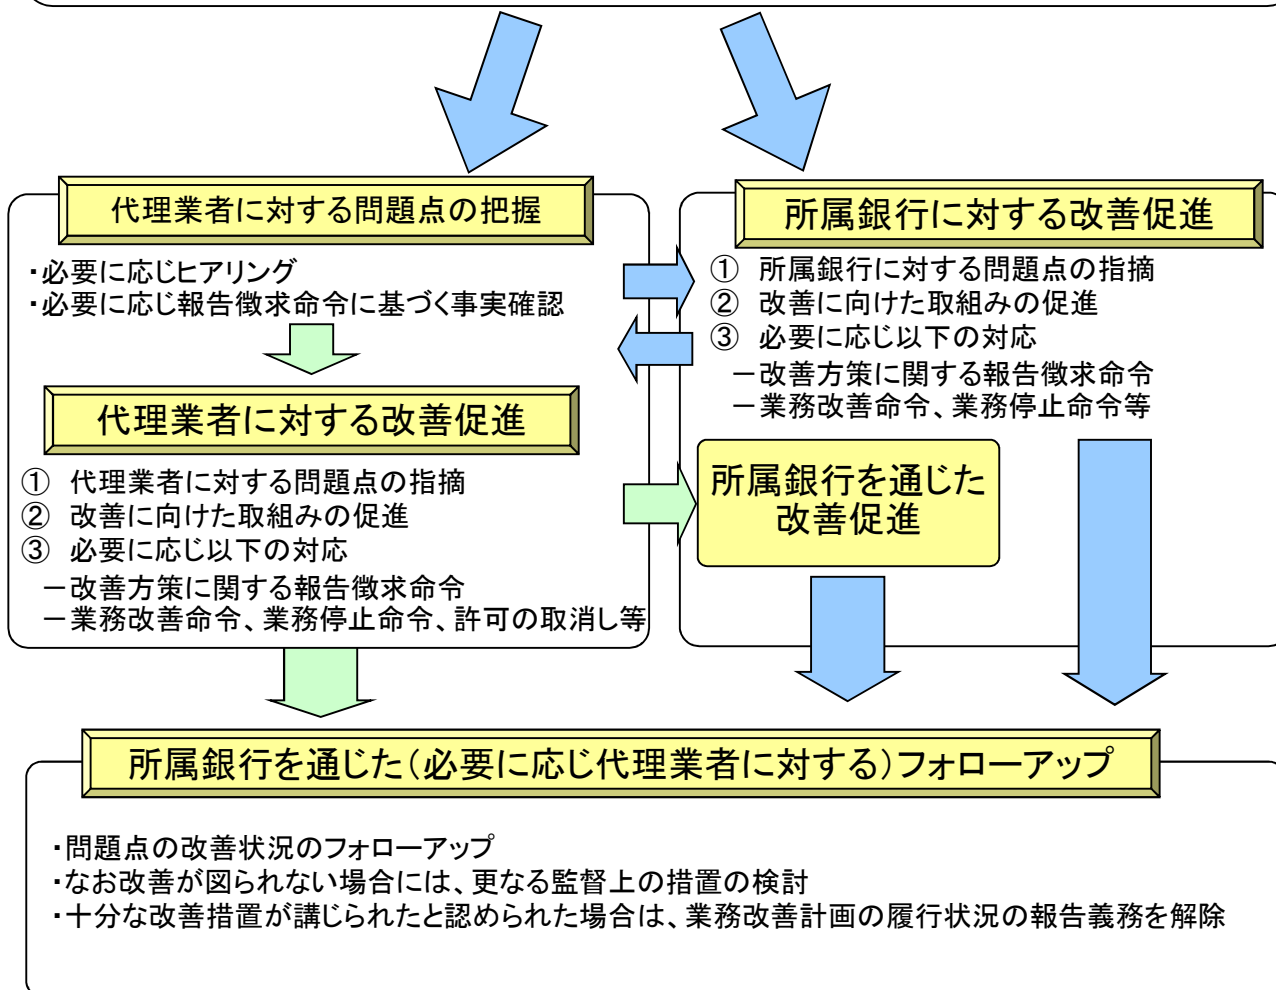 代理業者に対する問題点の把握
・必要に応じヒアリング
・必要に応じ報告徴求命令に基づく事実確認
代理業者に対する改善促進
① 代理業者に対する問題点の指摘
② 改善に向けた取組みの促進
③ 必要に応じ以下の対応
－改善方策に関する報告徴求命令
－業務改善命令、業務停止命令、許可の取消し等
所属銀行に対する改善促進
① 所属銀行に対する問題点の指摘
② 改善に向けた取組みの促進
③ 必要に応じ以下の対応
－改善方策に関する報告徴求命令
－業務改善命令、業務停止命令等
所属銀行を通じた
改善促進
所属銀行を通じた（必要に応じ代理業者に対する）フォローアップ
・問題点の改善状況のフォローアップ
・なお改善が図られない場合には、更なる監督上の措置の検討
・十分な改善措置が講じられたと認められた場合は、業務改善計画の履行状況の報告義務を解除